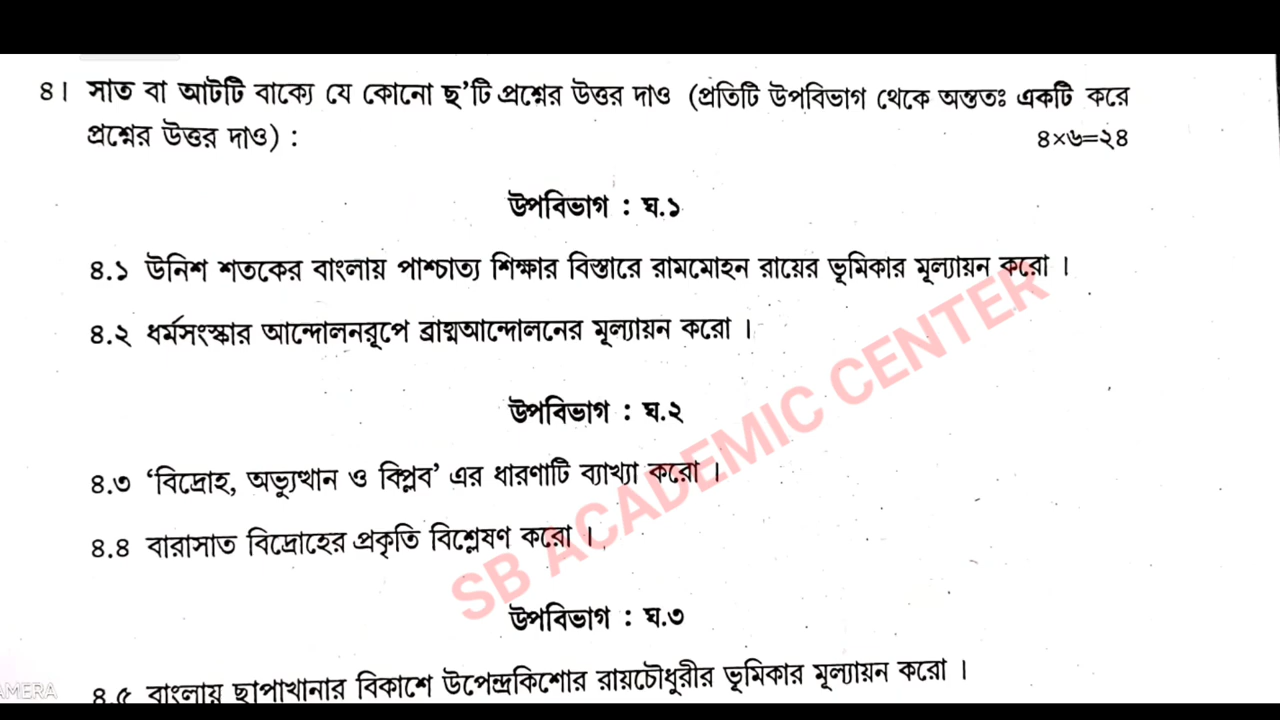 ৪। সাত বা আটটি বাক্যে যে কোনো ছ'টি প্রশ্নের উত্তর দাও (প্রতিটি উপবিভাগ থেকে অন্ততঃ একটি করে
প্রশ্নের উত্তর দাও) : ৪×৬=২৪
উপবিভাগ : ঘ.১
৪.১ উনিশ শতকের বাংলায় পাশ্চাত্য শিক্ষার বিস্তারে রামমোহন রায়ের ভূমিকার মূল্যায়ন করো।
৪.২ ধর্মসংস্কার আন্দোলনরূপে ব্রাহ্মআন্দোলনের মূল্যায়ন করো।
উপবিভাগ : ঘ.২
৪.৩ ‘বিদ্রোহ, অভ্যুত্থান ও বিপ্লব’ এর ধারণাটি ব্যাখ্যা করো।
৪.৪ বারাসাত বিদ্রোহের প্রকৃতি বিশ্লেষণ করো।
SB ACADEMIC CENTER
উপবিভাগ : ঘ.৩
৪.৫ বাংলায় ছাপাখানার বিকাশে উপেন্দ্রকিশোর রায়চৌধুরীর ভূমিকার মূল্যায়ন করো।
AMERA